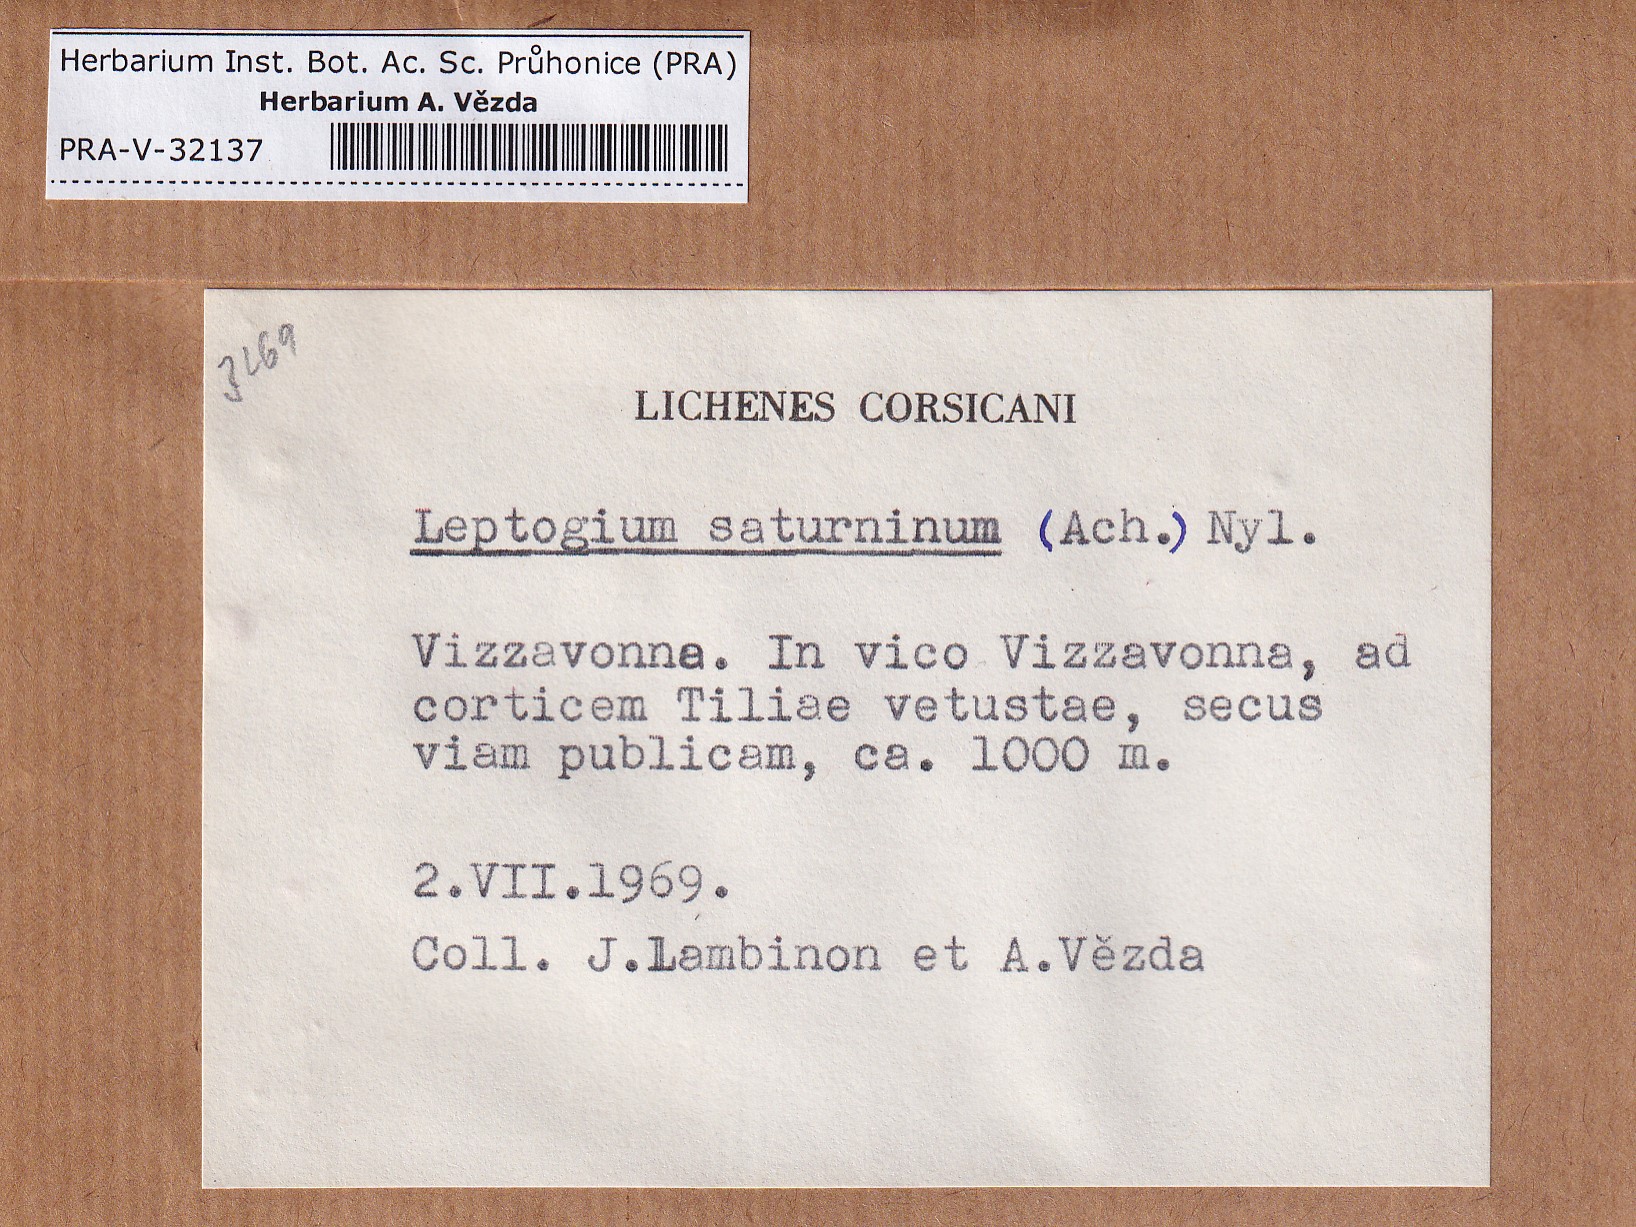 Herbarium Inst. Bot. Ac. Sc. Průhonice (PRA)
Herbarium A. Vězda
PRA-V-32137
3469
LICHENES CORSICANI
Leptogium saturninum (Ach.) Nyl.
Vizzavonna. In vico Vizzavonna, ad
corticem Tiliae vetustae, secus
viam publicam, ca. 1000 m.
2.VII.1969.
Coll. J.Lambinon et A.Vězda